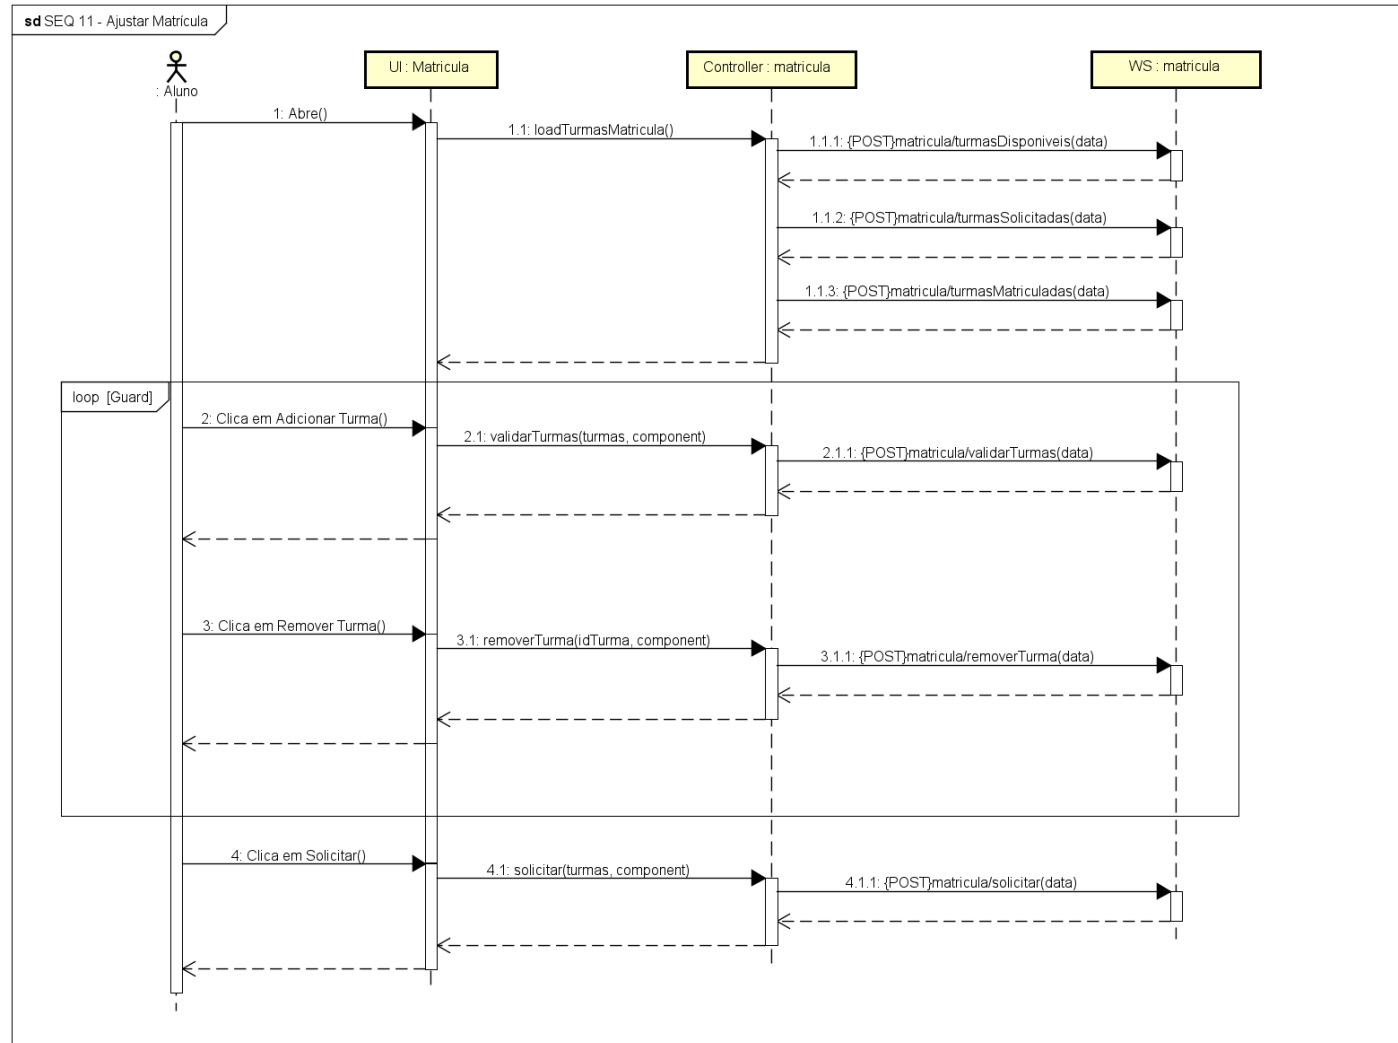 sd SEQ 11 - Ajustar Matrícula
: Aluno
UI : Matricula
Controller : matricula
WS : matricula
1: Abre()
1.1: loadTurmasMatricula()
1.1.1: {POST}matricula/turmasDisponiveis(data)
1.1.2: {POST}matricula/turmasSolicitadas(data)
1.1.3: {POST}matricula/turmasMatriculadas(data)
loop [Guard]
2: Clica em Adicionar Turma()
2.1: validarTurmas(turmas, component)
2.1.1: {POST}matricula/validarTurmas(data)
3: Clica em Remover Turma()
3.1: removerTurma(idTurma, component)
3.1.1: {POST}matricula/removerTurma(data)
4: Clica em Solicitar()
4.1: solicitar(turmas, component)
4.1.1: {POST}matricula/solicitar(data)